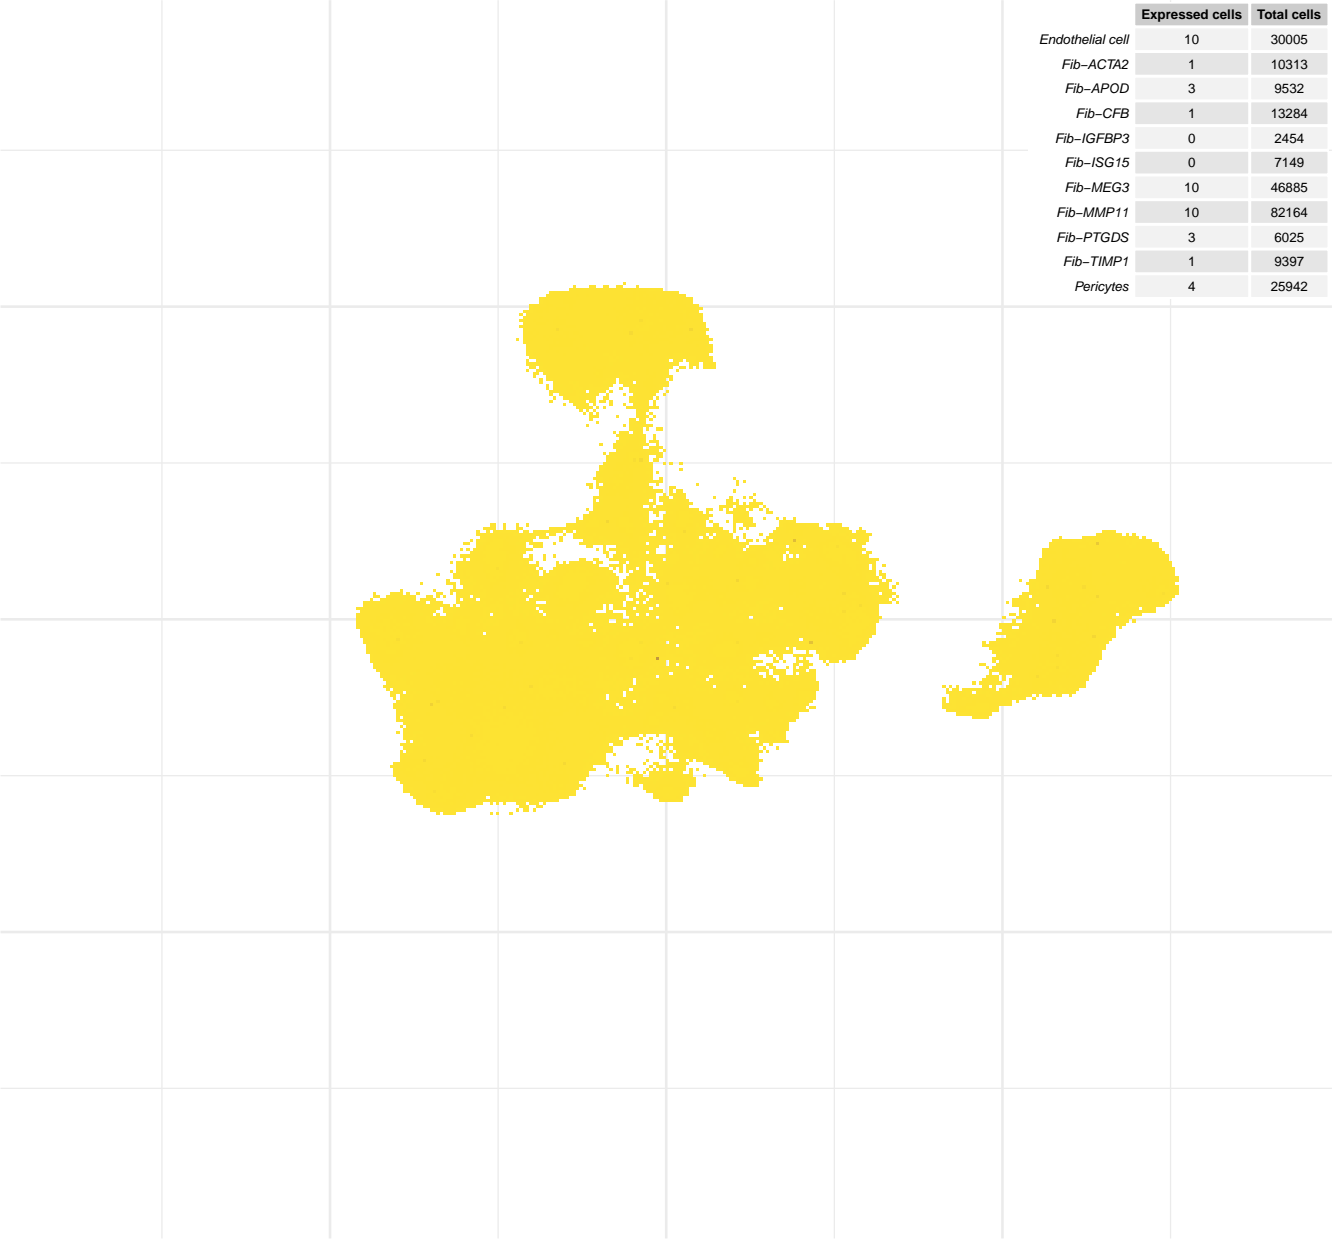 Expressed cells Total cells
Endothelial cell 10 30005
Fib−ACTA2 1 10313
Fib−APOD 3 9532
Fib−CFB 1 13284
Fib−IGFBP3 0 2454
Fib−ISG15 0 7149
Fib−MEG3 10 46885
Fib−MMP11 10 82164
Fib−PTGDS 3 6025
Fib−TIMP1 1 9397
Pericytes 4 25942